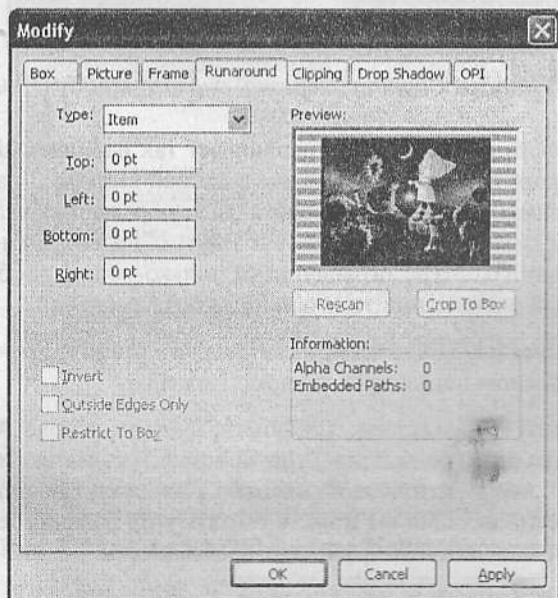 Modify
Box Picture Frame Runaround Clipping Drop Shadow OPI
Type: Item
Top: 0 pt
Left: 0 pt
Bottom: 0 pt
Right: 0 pt
Invert
Outside Edges Only
Restrict To Box
Preview:
Rescan Crop To Box
Information:
Alpha Channels: 0
Embedded Paths: 0
OK Cancel Apply